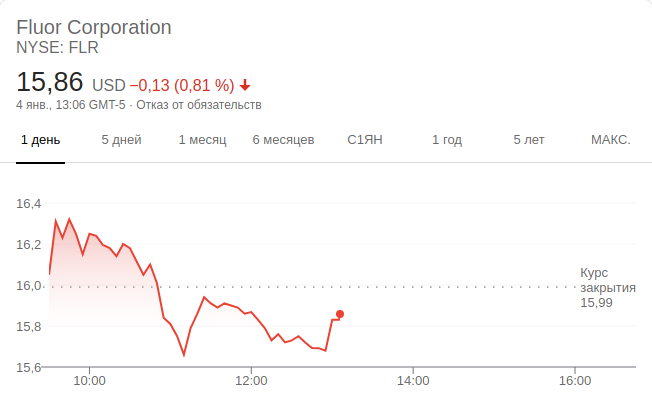 Fluor Corporation
NYSE: FLR
15,86 USD −0,13 (0,81 %)
4 янв., 13:06 GMT-5 · Отказ от обязательств
1 день 5 дней 1 месяц 6 месяцев С1ЯН 1 год 5 лет МАКС.
16,4
16,2
16,0
15,8
15,6
Курс
закрытия
15,99
10:00 12:00 14:00 16:00